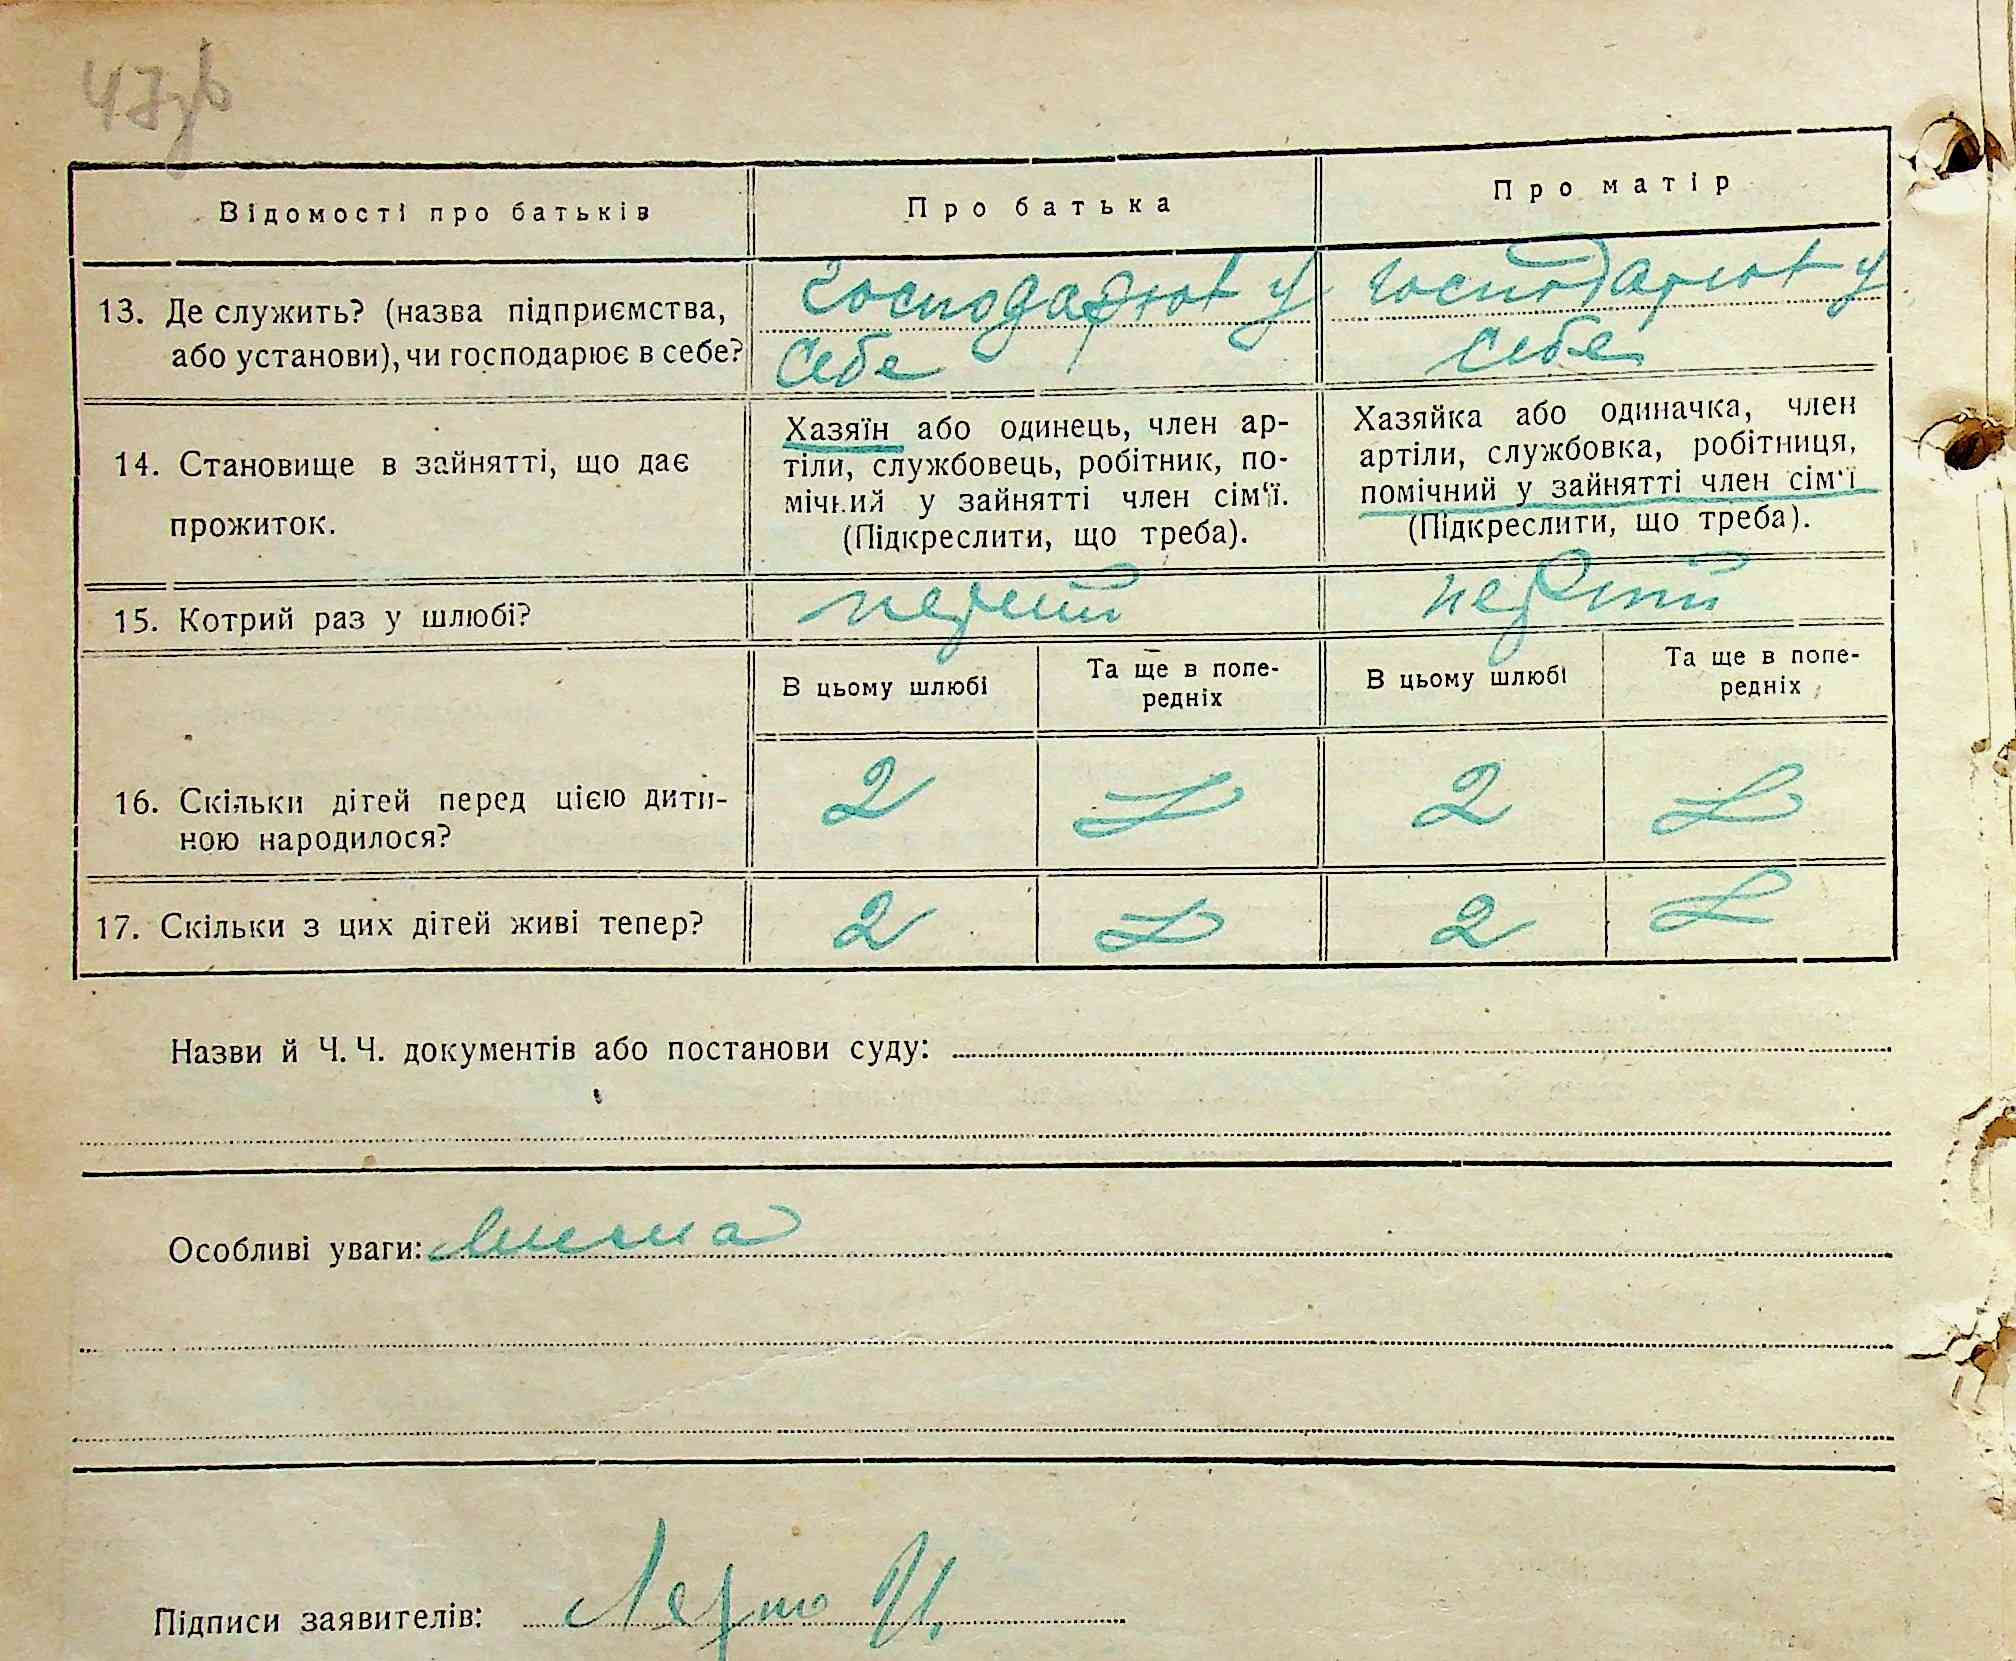 47зв
Відомості про батьків
Про батька
Про матір
13. Де служить? (назва підприємства,
або установи), чи господарює в себе?
господарют у
себе
господарют у
себе
14. Становище в зайнятті, що дає
прожиток.
Хазяїн або одинець, член ар-
тіли, службовець, робітник, по-
мічний у зайнятті член сім'ї.
(Підкреслити, що треба).
Хазяйка або одиначка, член
артіли, службовка, робітниця,
помічний у зайнятті член сім'ї
(Підкреслити, що треба).
15. Котрий раз у шлюбі?
перший
перший
В цьому шлюбі
Та ще в попе-
редніх
В цьому шлюбі
Та ще в попе-
редніх
16. Скільки дітей перед цією дити-
ною народилося?
2
2
17. Скільки з цих дітей живі тепер?
2
2
Назви й Ч. Ч. документів або постанови суду:
Особливі уваги:
Підписи заявителів: